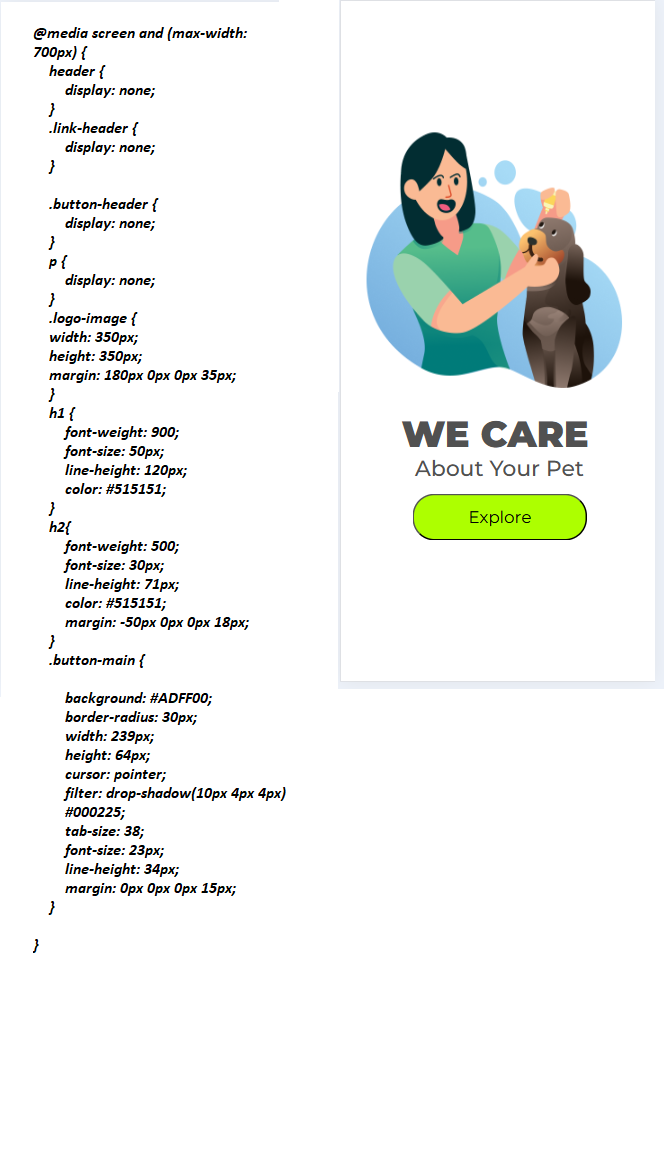 @media screen and (max-width:
700px) {
header {
display: none;
}
.link-header {
display: none;
}
.button-header {
display: none;
}
p {
display: none;
}
.logo-image {
width: 350px;
height: 350px;
margin: 180px 0px 0px 35px;
}
h1 {
font-weight: 900;
font-size: 50px;
line-height: 120px;
color: #515151;
}
h2{
font-weight: 500;
font-size: 30px;
line-height: 71px;
color: #515151;
margin: -50px 0px 0px 18px;
}
.button-main {
background: #ADFF00;
border-radius: 30px;
width: 239px;
height: 64px;
cursor: pointer;
filter: drop-shadow(10px 4px 4px)
#000225;
tab-size: 38;
font-size: 23px;
line-height: 34px;
margin: 0px 0px 0px 15px;
}
}
WE CARE
About Your Pet
Explore